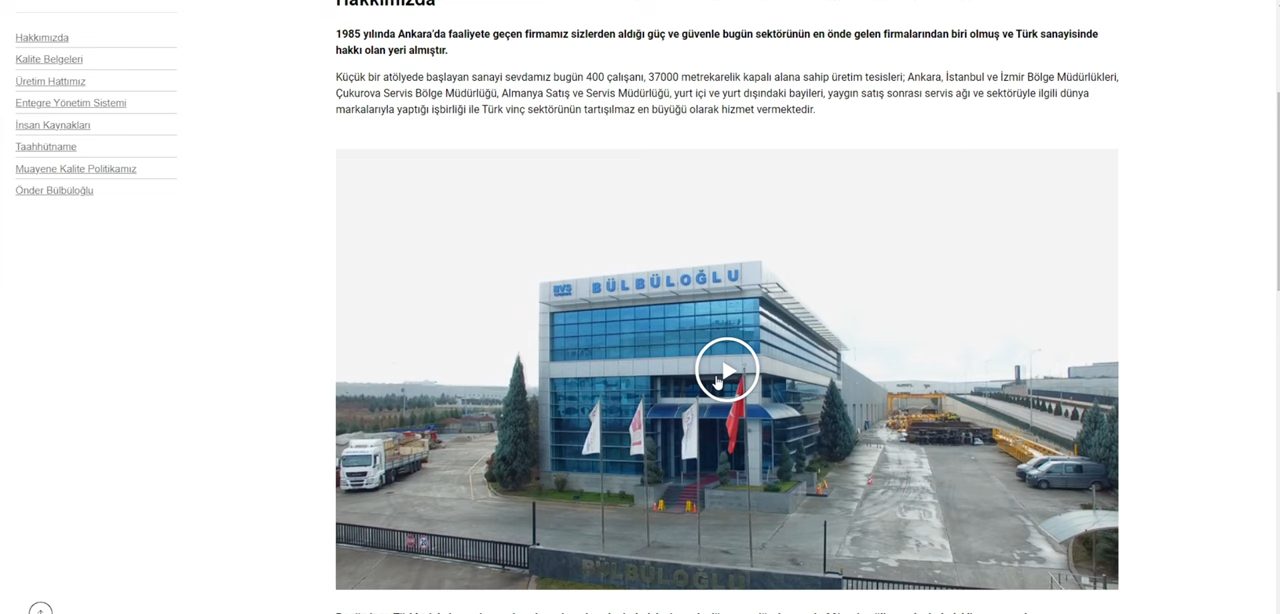 Hakkımızda
Hakkımızda
Kalite Belgeleri
Üretim Hattımız
Entegre Yönetim Sistemi
İnsan Kaynakları
Taahhütname
Muayene Kalite Politikamız
Önder Bülbüloğlu
1985 yılında Ankara’da faaliyete geçen firmamız sizlerden aldığı güç ve güvenle bugün sektörünün en önde gelen firmalarından biri olmuş ve Türk sanayisinde
hakkı olan yeri almıştır.
Küçük bir atölyede başlayan sanayi sevdamız bugün 400 çalışanı, 37000 metrekarelik kapalı alana sahip üretim tesisleri; Ankara, İstanbul ve İzmir Bölge Müdürlükleri,
Çukurova Servis Bölge Müdürlüğü, Almanya Satış ve Servis Müdürlüğü, yurt içi ve yurt dışındaki bayileri, yaygın satış sonrası servis ağı ve sektörüyle ilgili dünya
markalarıyla yaptığı işbirliği ile Türk vinç sektörünün tartışılmaz en büyüğü olarak hizmet vermektedir.
BVS BÜLBÜLOĞLU
BÜLBÜLOĞLU